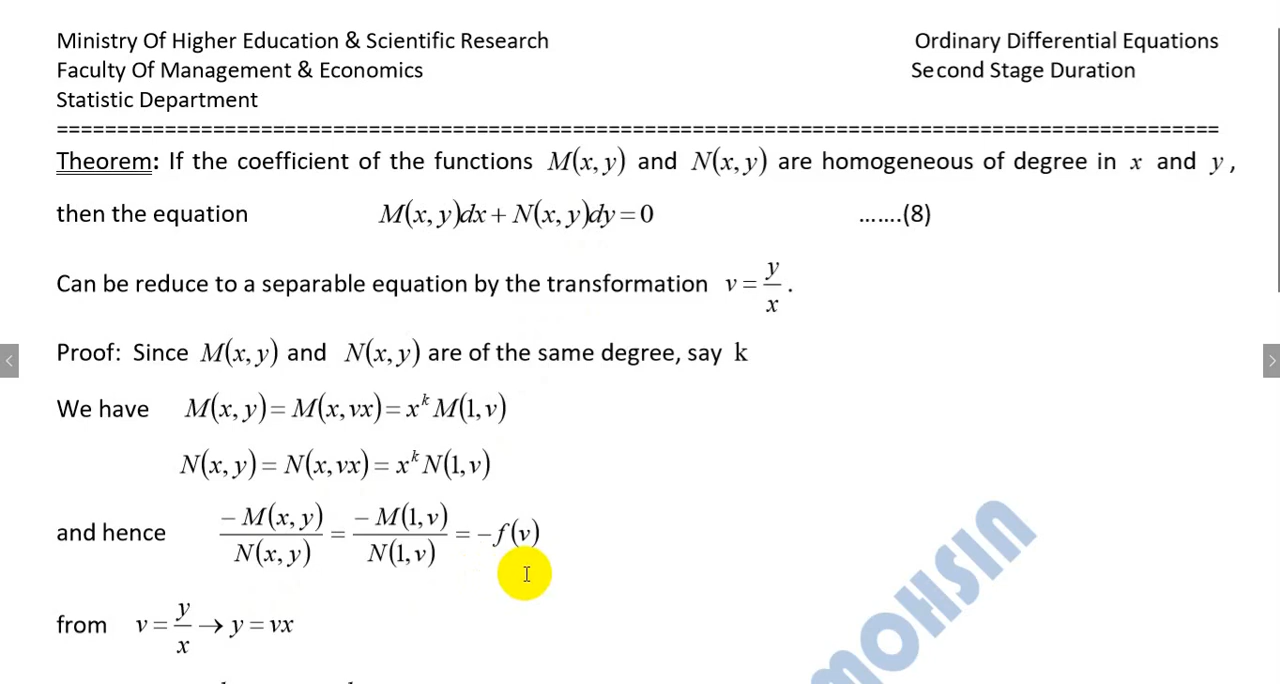 Ministry Of Higher Education & Scientific Research
Ordinary Differential Equations
Faculty Of Management & Economics
Second Stage Duration
Statistic Department
====================================================================================================
Theorem: If the coefficient of the functions M(x, y) and N(x, y) are homogeneous of degree in x and y ,
then the equation M(x, y)dx + N(x, y)dy = 0 .......(8)
Can be reduce to a separable equation by the transformation v = y/x .
Proof: Since M(x, y) and N(x, y) are of the same degree, say k
We have M(x, y) = M(x, vx) = x^k M(1, v)
N(x, y) = N(x, vx) = x^k N(1, v)
and hence -M(x, y)/N(x, y) = -M(1, v)/N(1, v) = -f(v)
from v = y/x → y = vx
MOHSIN